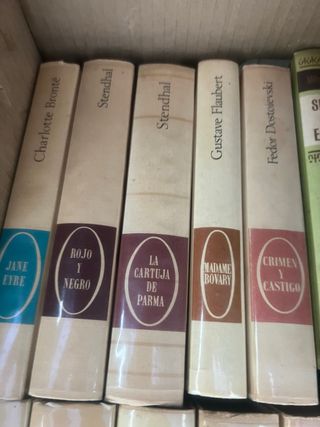 Charlotte Brontë
JANE
EYRE
Stendhal
ROJO
Y
NEGRO
Stendhal
LA
CARTUJA
DE
PARMA
Gustave Flaubert
MADAME
BOVARY
Fedor Dostoievski
CRIMEN
Y
CASTIGO